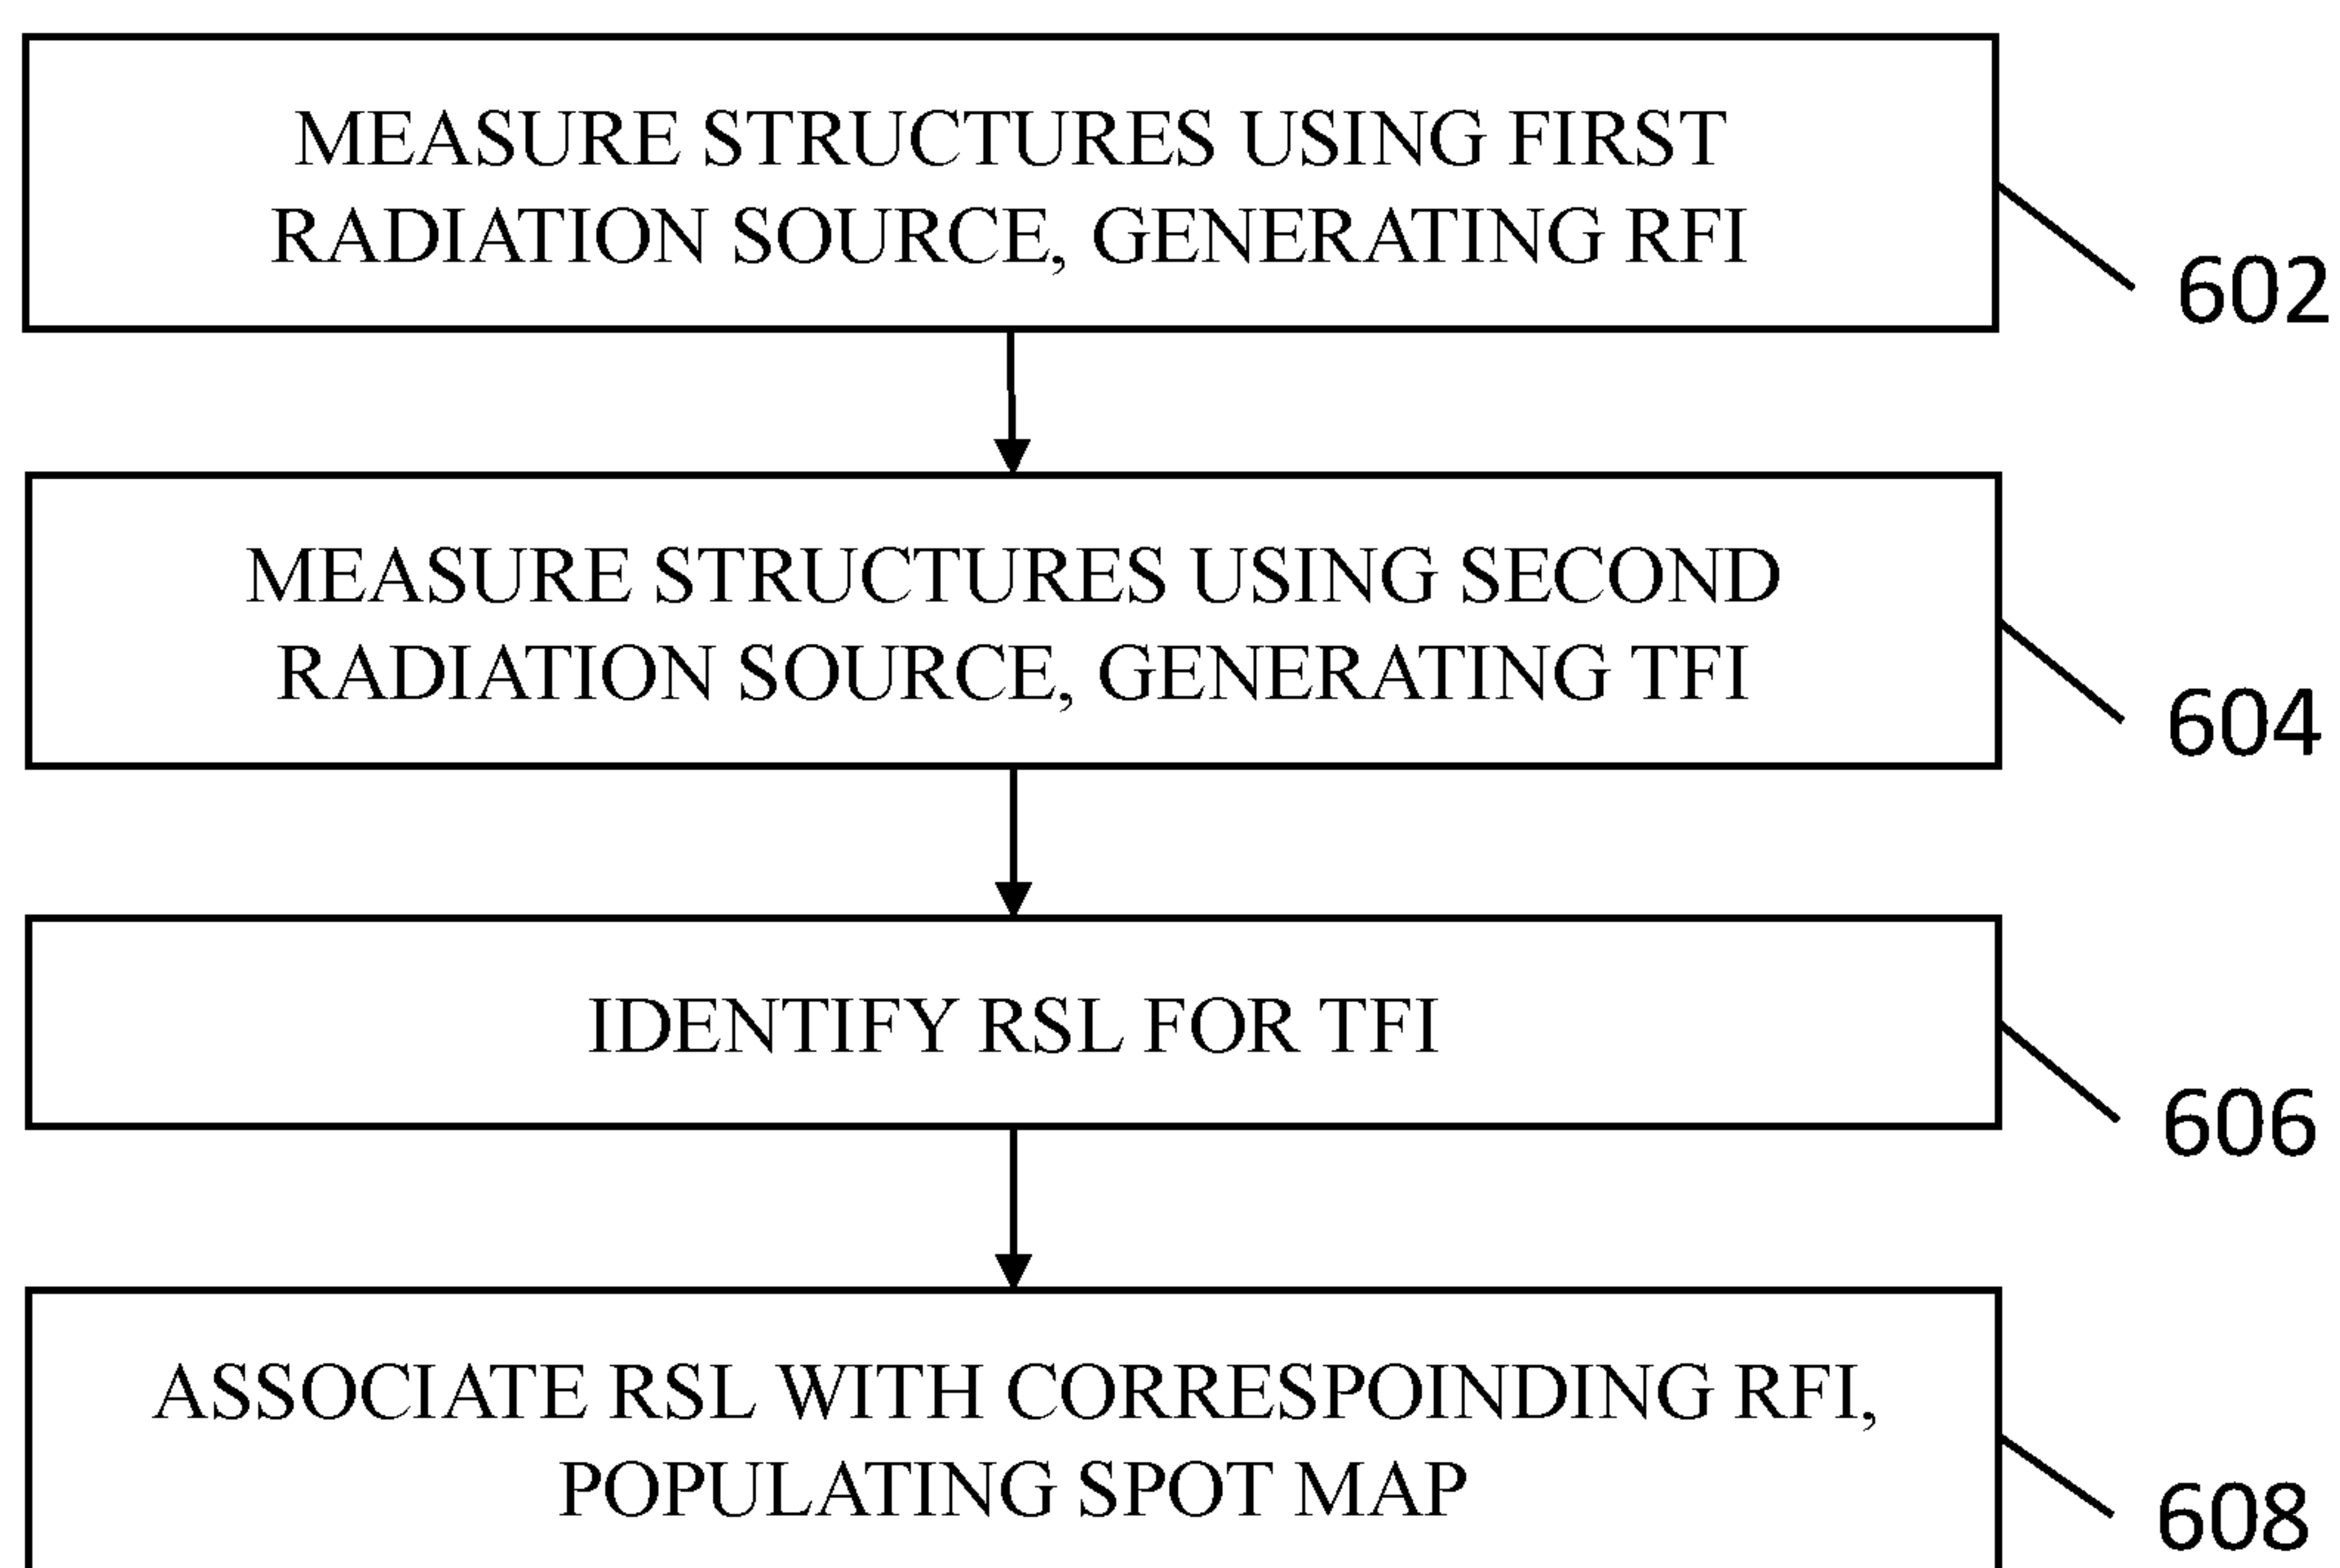 MEASURE STRUCTURES USING FIRST
RADIATION SOURCE, GENERATING RFI
602
MEASURE STRUCTURES USING SECOND
RADIATION SOURCE, GENERATING TFI
604
IDENTIFY RSL FOR TFI
606
ASSOCIATE RSL WITH CORRESPOINDING RFI,
POPULATING SPOT MAP
608